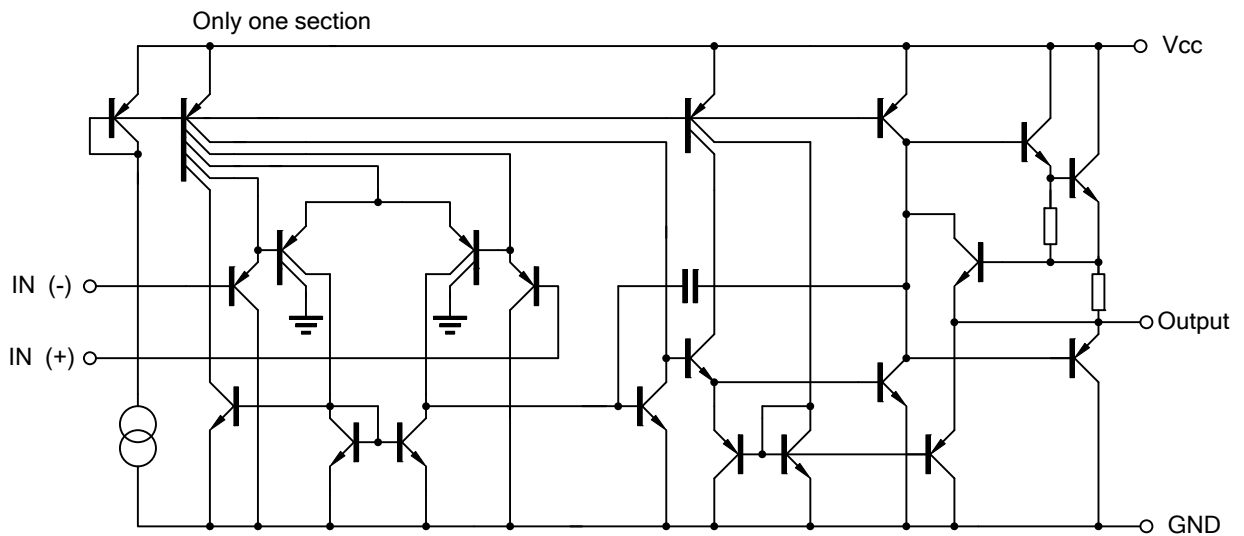 Only one section
Vcc
IN (-)
Output
IN (+)
GND